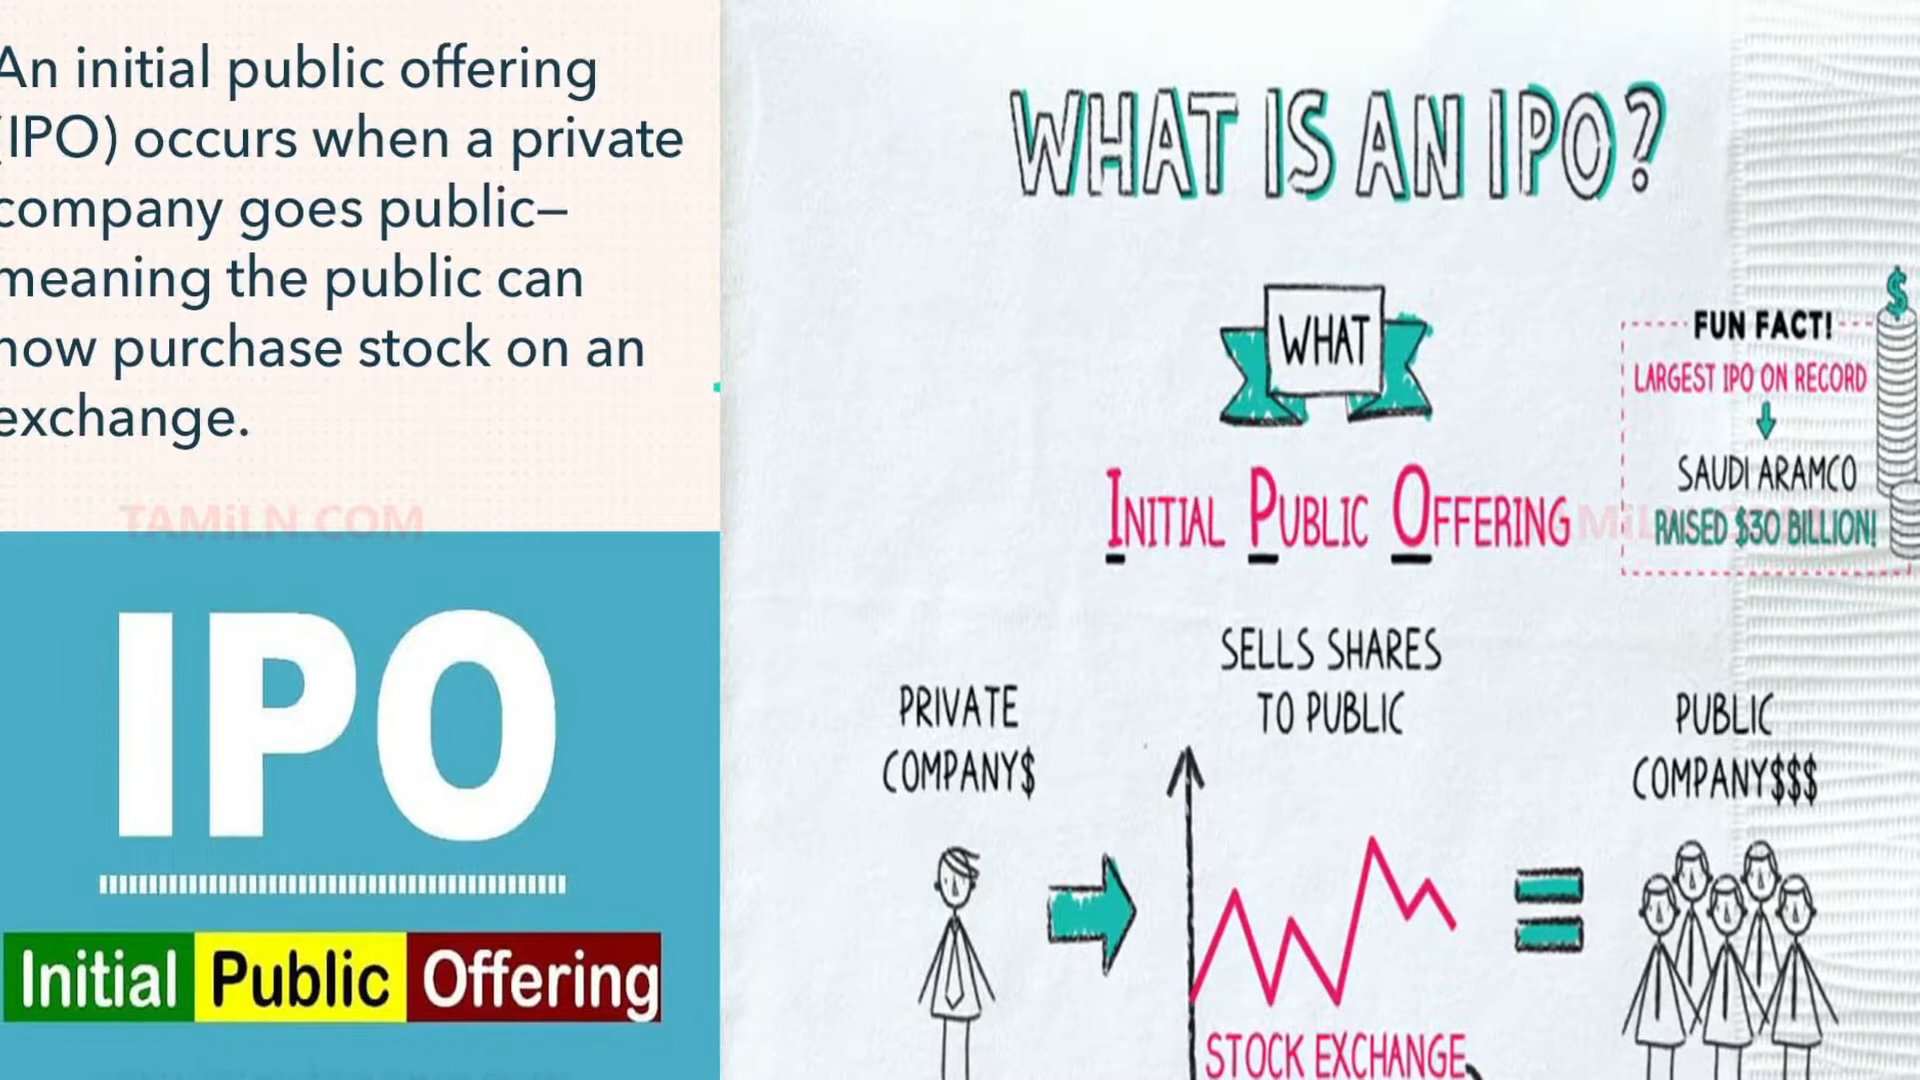 An initial public offering
(IPO) occurs when a private
company goes public—
meaning the public can
now purchase stock on an
exchange.
TAMiLN.COM
IPO
Initial Public Offering
WHAT IS AN IPO?
WHAT
INITIAL PUBLIC OFFERING
FUN FACT!
LARGEST IPO ON RECORD
SAUDI ARAMCO
RAISED $30 BILLION!
SELLS SHARES
TO PUBLIC
PRIVATE
COMPANY$
PUBLIC
COMPANY$$$
STOCK EXCHANGE
$